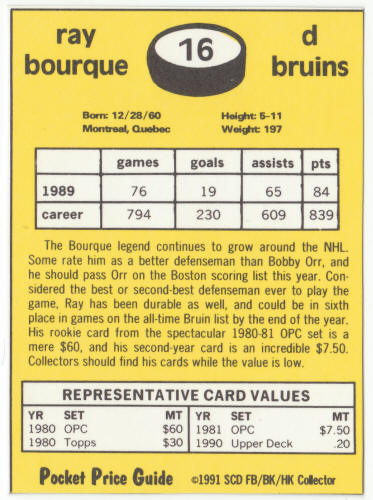 ray
bourque
16
d
bruins
Born: 12/28/60
Montreal, Quebec
Height: 5-11
Weight: 197
games goals assists pts
1989 76 19 65 84
career 794 230 609 839
The Bourque legend continues to grow around the NHL.
Some rate him as a better defenseman than Bobby Orr, and
he should pass Orr on the Boston scoring list this year. Con-
sidered the best or second-best defenseman ever to play the
game, Ray has been durable as well, and could be in sixth
place in games on the all-time Bruin list by the end of the year.
His rookie card from the spectacular 1980-81 OPC set is a
mere $60, and his second-year card is an incredible $7.50.
Collectors should find his cards while the value is low.
REPRESENTATIVE CARD VALUES
YR SET MT YR SET MT
1980 OPC $60 1981 OPC $7.50
1980 Topps $30 1990 Upper Deck .20
Pocket Price Guide ©1991 SCD FB/BK/HK Collector